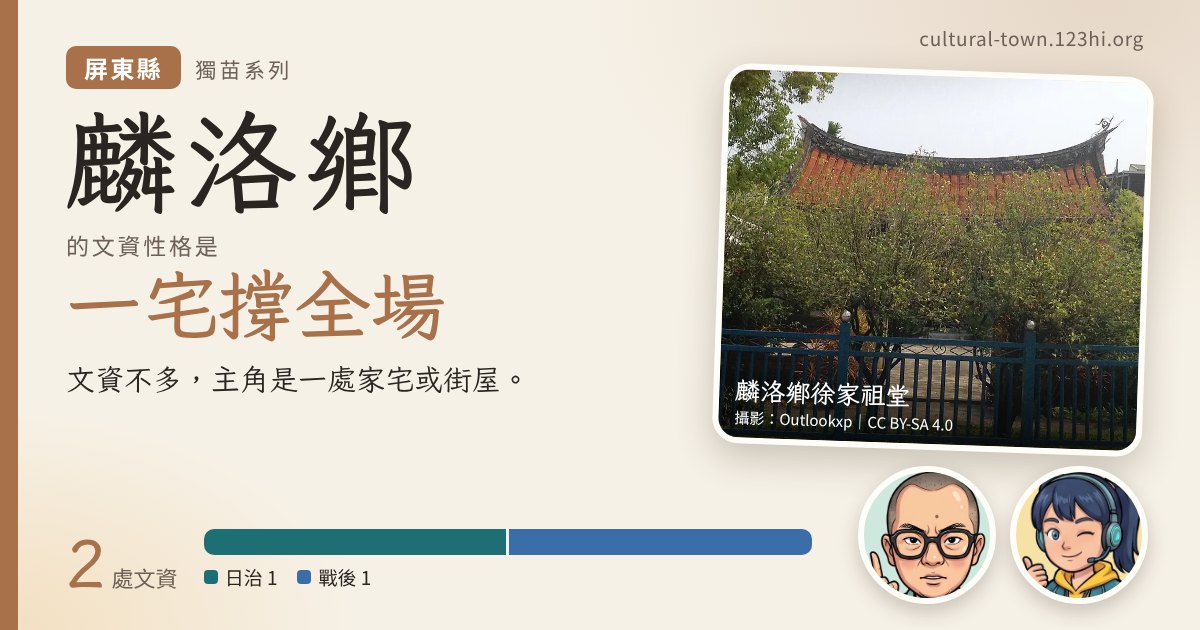 屏東縣 獨苗系列
cultural-town.123hi.org
麟洛鄉
的文資性格是
一宅撐全場
文資不多，主角是一處家宅或街屋。
麟洛鄉徐家祖堂
攝影：Outlookxp｜CC BY-SA 4.0
2 處文資
日治 1 戰後 1